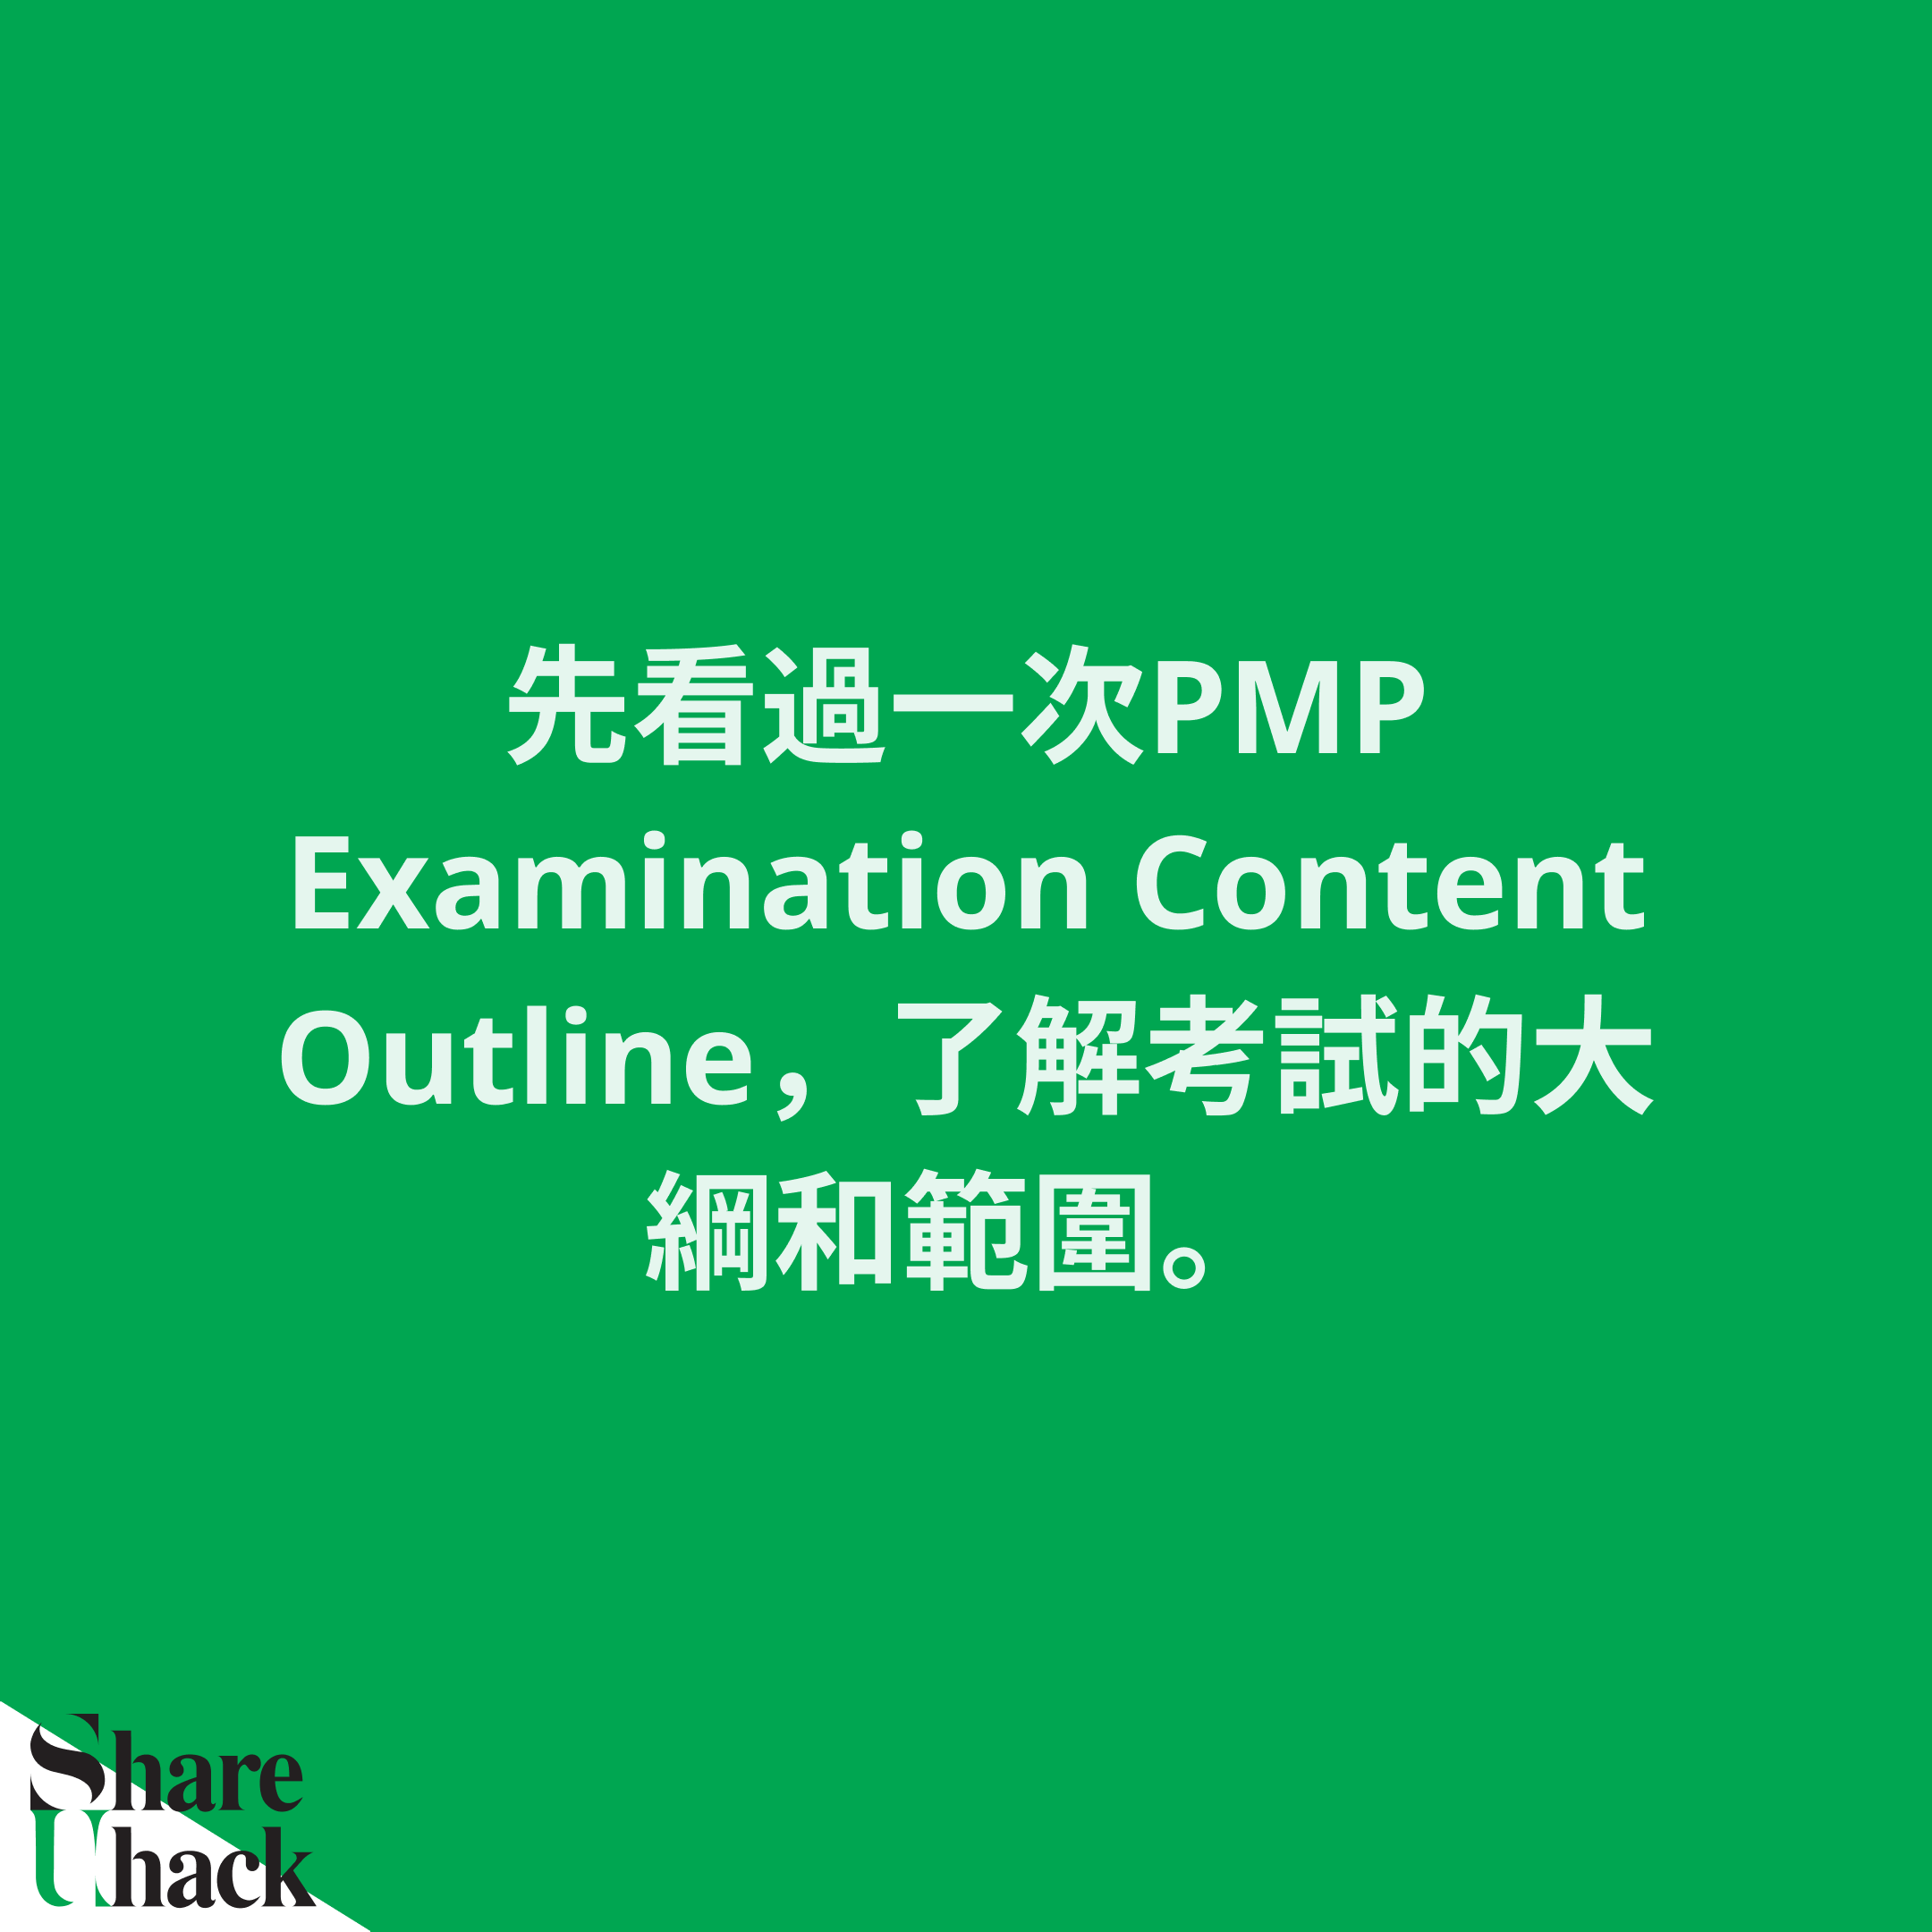 先看過一次PMP
Examination Content
Outline，了解考試的大
綱和範圍。
Share
Uhack